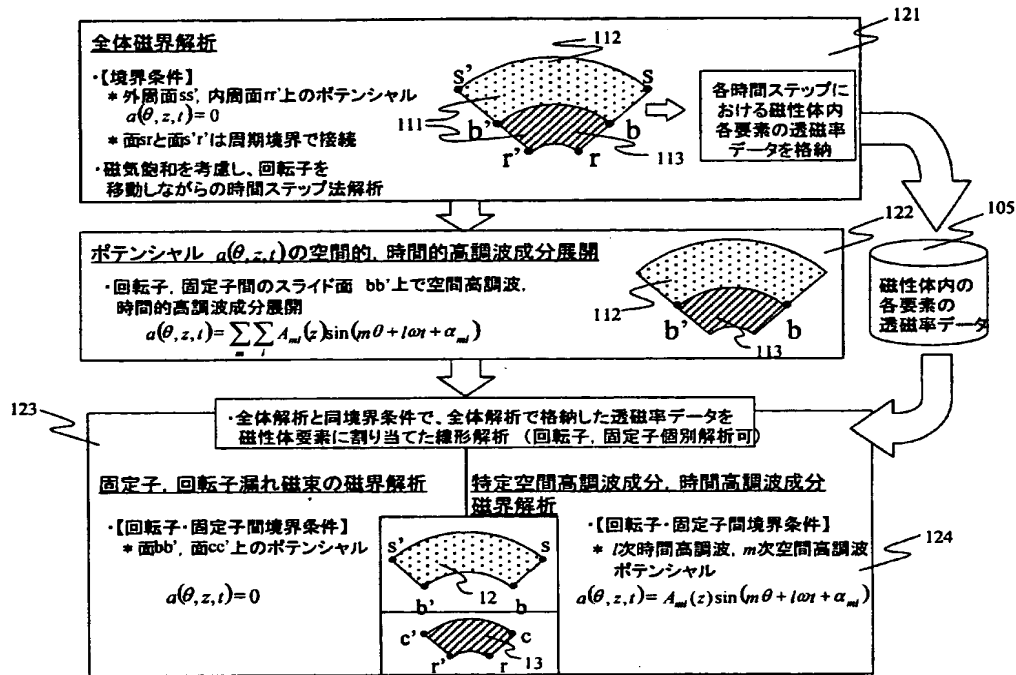 121
全体磁界解析
・【境界条件】
* 外周面ss', 内周面rr'上のポテンシャル
a(θ,z,t)=0
* 面srと面s'r'は周期境界で接続
・磁気飽和を考慮し、回転子を
移動しながらの時間ステップ法解析
112
s'
s
111
b'
b
r'
r
113
各時間ステップに
おける磁性体内
各要素の透磁率
データを格納
122
105
ポテンシャル a(θ,z,t)の空間的, 時間的高調波成分展開
・回転子, 固定子間のスライド面 bb'上で空間高調波,
時間的高調波成分展開
a(θ,z,t)=∑∑A_ml(z)sin(mθ+lωt+α_ml)
m l
112
b'
b
113
磁性体内の
各要素の
透磁率データ
123
・全体解析と同境界条件で、全体解析で格納した透磁率データを
磁性体要素に割り当てた線形解析 (回転子, 固定子個別解析可)
固定子, 回転子漏れ磁束の磁界解析
・【回転子・固定子間境界条件】
* 面bb', 面cc'上のポテンシャル
a(θ,z,t)=0
s'
s
12
b'
b
c'
c
13
r'
r
特定空間高調波成分, 時間高調波成分
磁界解析
・【回転子・固定子間境界条件】
* l次時間高調波, m次空間高調波
ポテンシャル
a(θ,z,t)=A_ml(z)sin(mθ+lωt+α_ml)
124